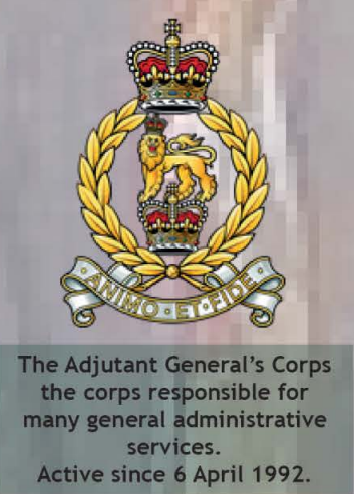 ANIMO·ET·FIDE
The Adjutant General's Corps
the corps responsible for
many general administrative
services.
Active since 6 April 1992.